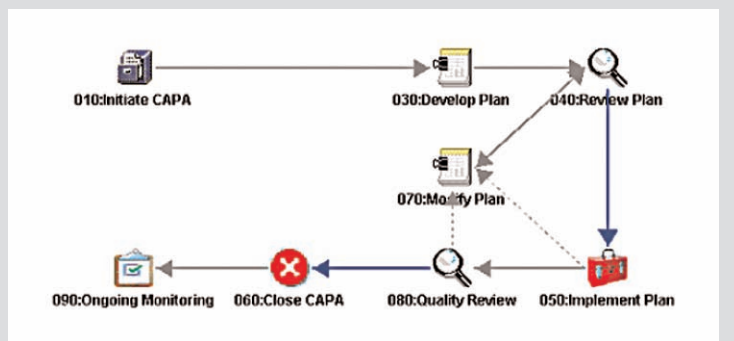 010:Initiate CAPA
030:Develop Plan
040:Review Plan
070:Modify Plan
090:Ongoing Monitoring
060:Close CAPA
080:Quality Review
050:Implement Plan